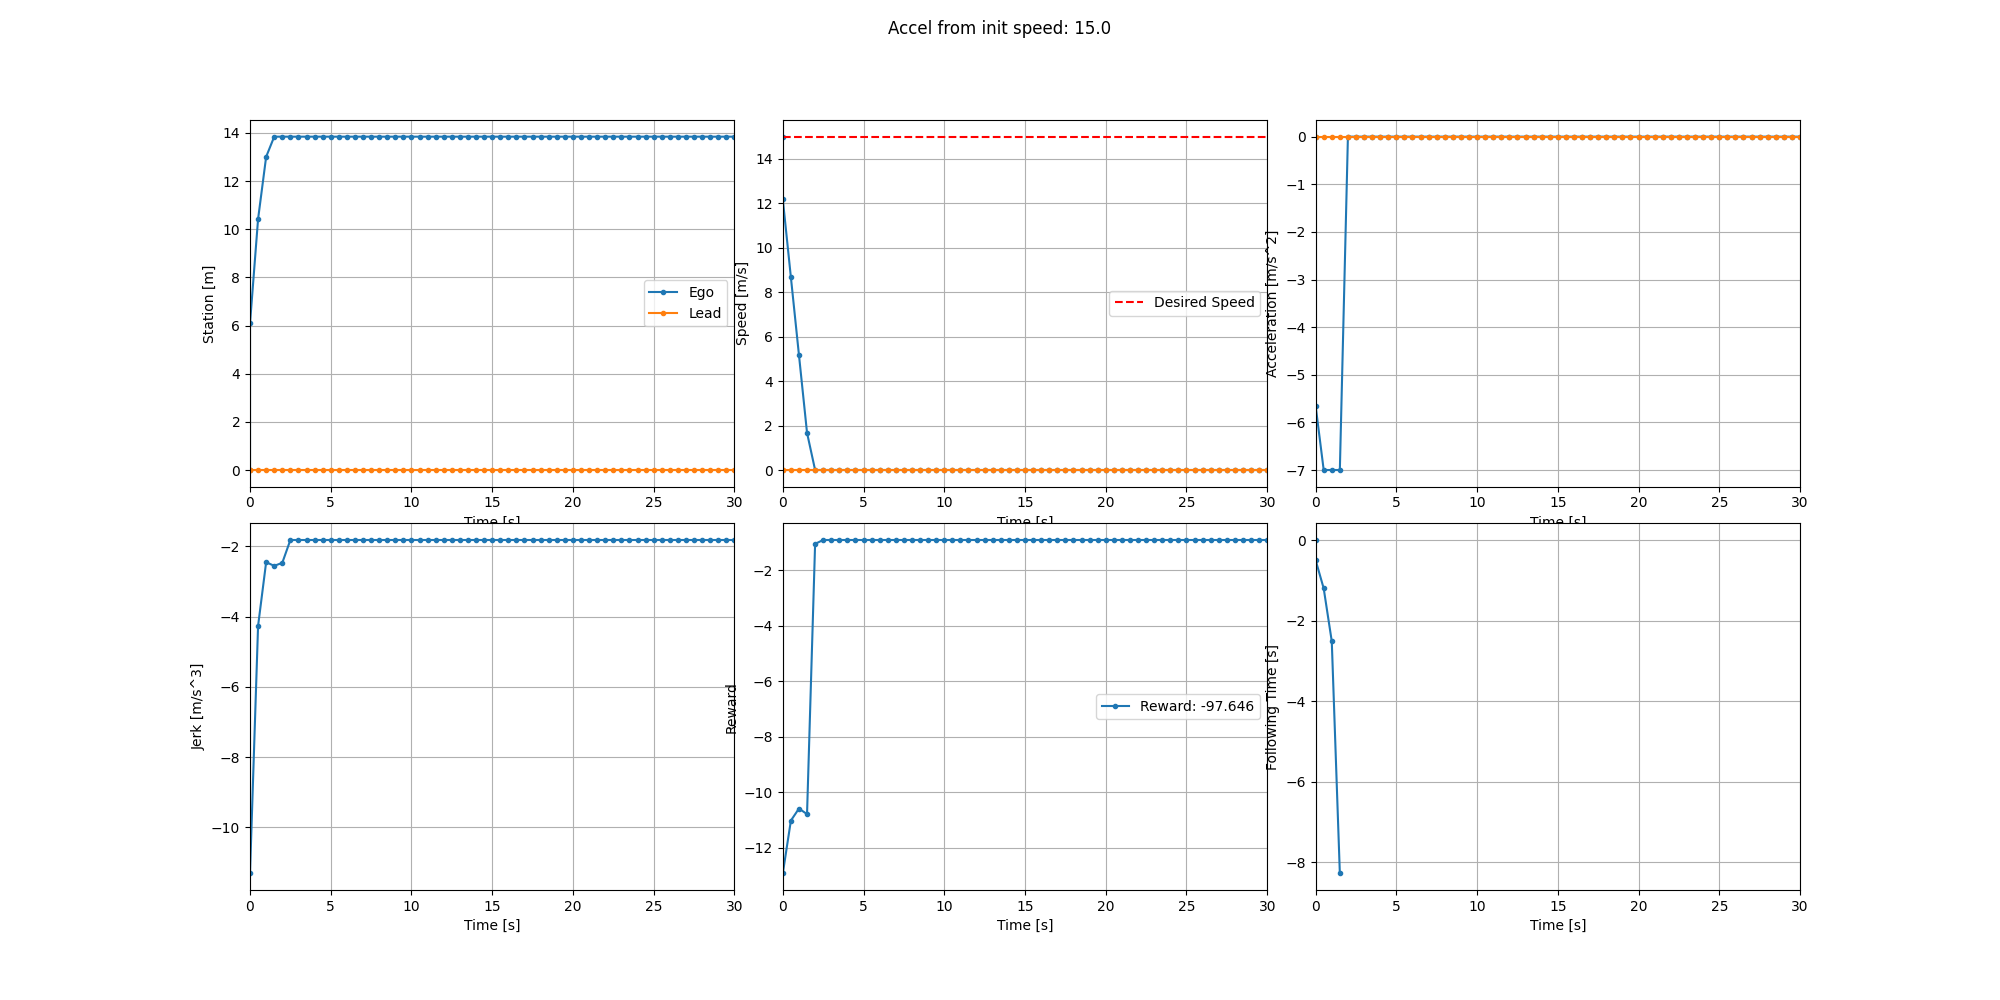 Accel from init speed: 15.0
Station [m]
14
12
10
8
6
4
2
0
Ego
Lead
0 5 10 15 20 25 30
Time [s]
Speed [m/s]
14
12
10
8
6
4
2
0
Desired Speed
0 5 10 15 20 25 30
Time [s]
Acceleration [m/s^2]
0
−1
−2
−3
−4
−5
−6
−7
0 5 10 15 20 25 30
Time [s]
Jerk [m/s^3]
−2
−4
−6
−8
−10
0 5 10 15 20 25 30
Time [s]
Reward
−2
−4
−6
−8
−10
−12
Reward: -97.646
0 5 10 15 20 25 30
Time [s]
Following Time [s]
0
−2
−4
−6
−8
0 5 10 15 20 25 30
Time [s]